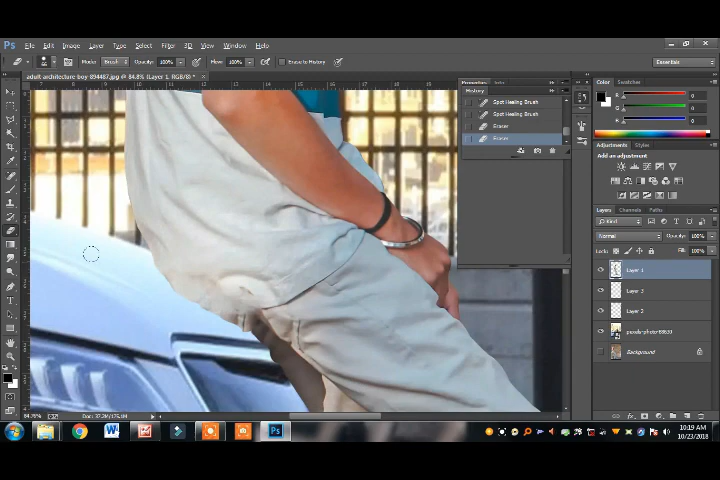 Ps File Edit Image Layer Type Select Filter 3D View Window Help
Mode: Brush Opacity: 100% Flow: 100% Erase to History Essentials
adult-architecture-boy-894487.jpg @ 84.8% (Layer 1, RGB/8) *
Properties Info
History
Spot Healing Brush
Spot Healing Brush
Eraser
Eraser
Color Swatches
R 0
G 0
B 0
Adjustments Styles
Add an adjustment
Layers Channels Paths
Kind
Normal Opacity: 100%
Lock: Fill: 100%
Layer 1
Layer 3
Layer 2
Background
10:19 AM
10/23/2018